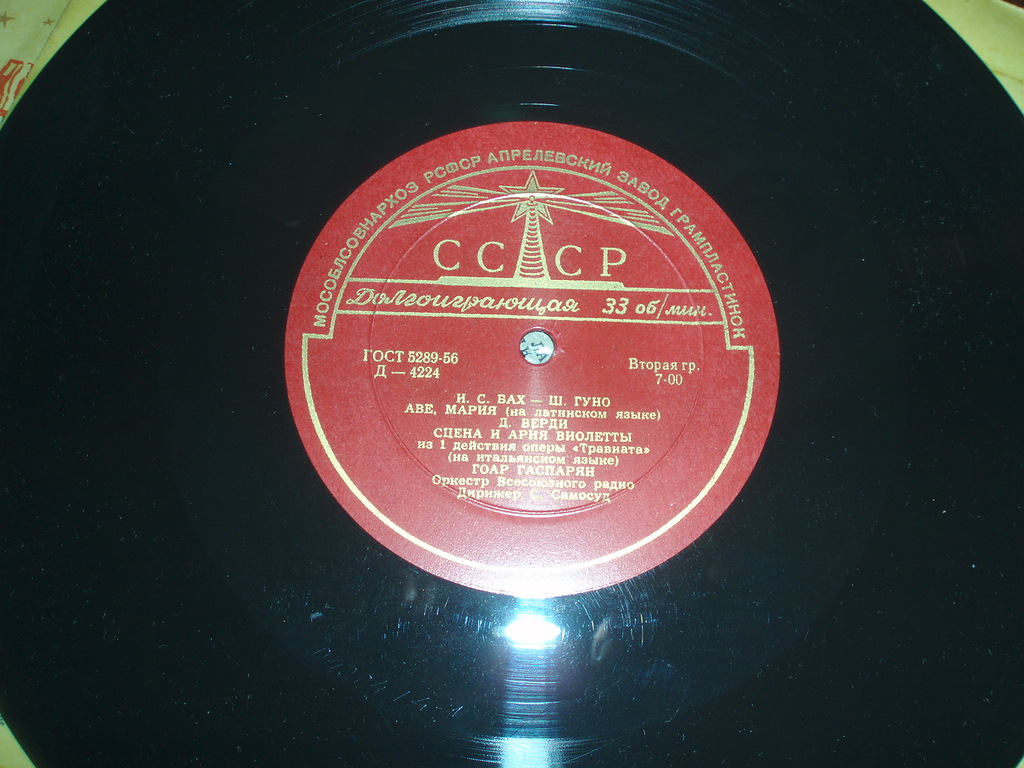 МОСОБЛСОВНАРХОЗ РСФСР АПРЕЛЕВСКИЙ ЗАВОД ГРАМПЛАСТИНОК
СССР
Долгоиграющая 33 об/мин.
ГОСТ 5289-56
Д — 4224
Вторая гр.
7-00
И. С. БАХ — Ш. ГУНО
АВЕ, МАРИЯ (на латинском языке)
Д. ВЕРДИ
СЦЕНА И АРИЯ ВИОЛЕТТЫ
из 1 действия оперы «Травиата»
(на итальянском языке)
ГОАР ГАСПАРЯН
Оркестр Всесоюзного радио
Дирижер С. Самосуд